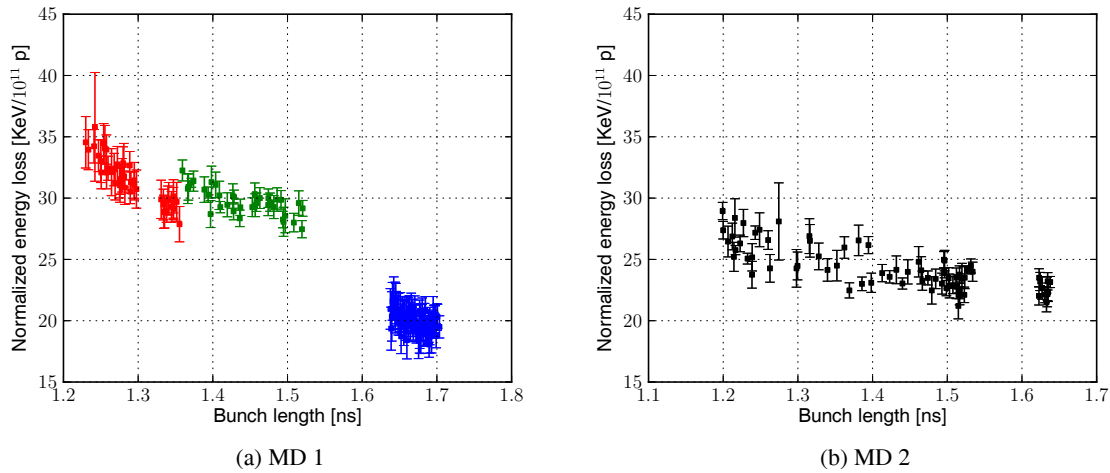 45
40
35
30
25
20
15
Normalized energy loss [KeV/10¹¹ p]
1.2 1.3 1.4 1.5 1.6 1.7 1.8
Bunch length [ns]
(a) MD 1
45
40
35
30
25
20
15
Normalized energy loss [KeV/10¹¹ p]
1.1 1.2 1.3 1.4 1.5 1.6 1.7
Bunch length [ns]
(b) MD 2